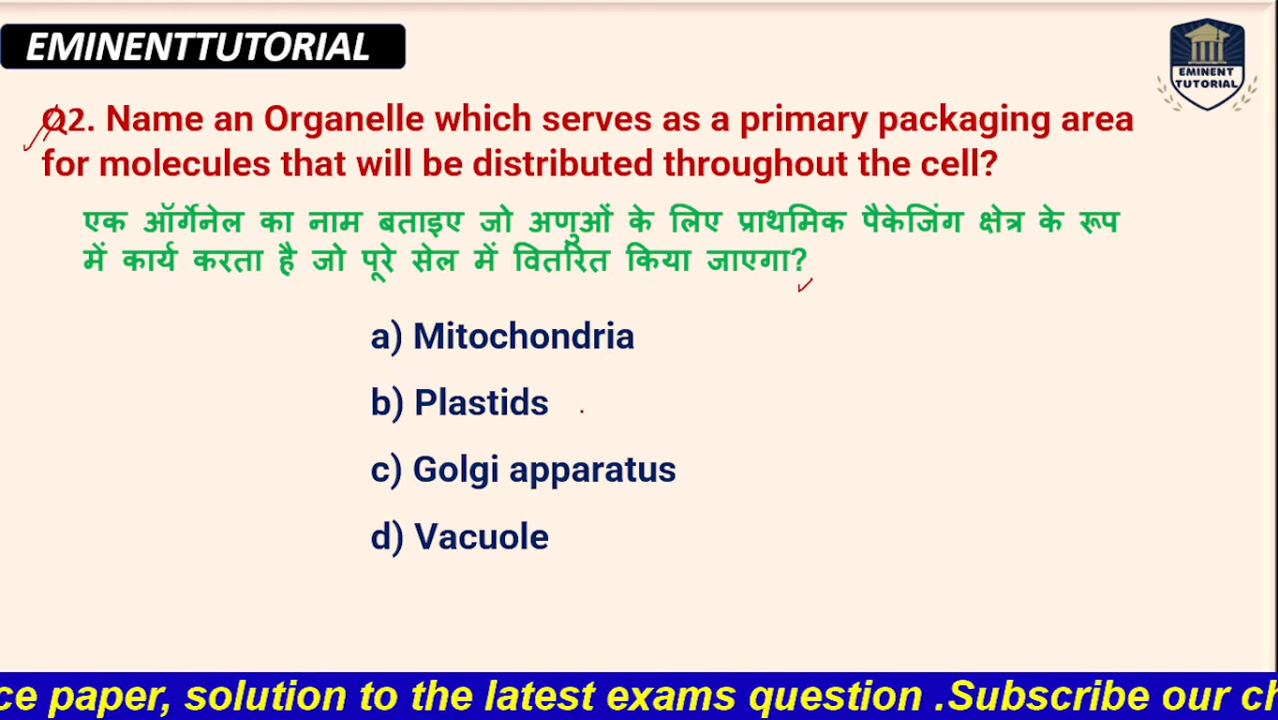 EMINENTTUTORIAL
EMINENT
TUTORIAL
Q2. Name an Organelle which serves as a primary packaging area
for molecules that will be distributed throughout the cell?
एक ऑर्गेनेल का नाम बताइए जो अणुओं के लिए प्राथमिक पैकेजिंग क्षेत्र के रूप
में कार्य करता है जो पूरे सेल में वितरित किया जाएगा?
a) Mitochondria
b) Plastids
c) Golgi apparatus
d) Vacuole
ce paper, solution to the latest exams question .Subscribe our ch